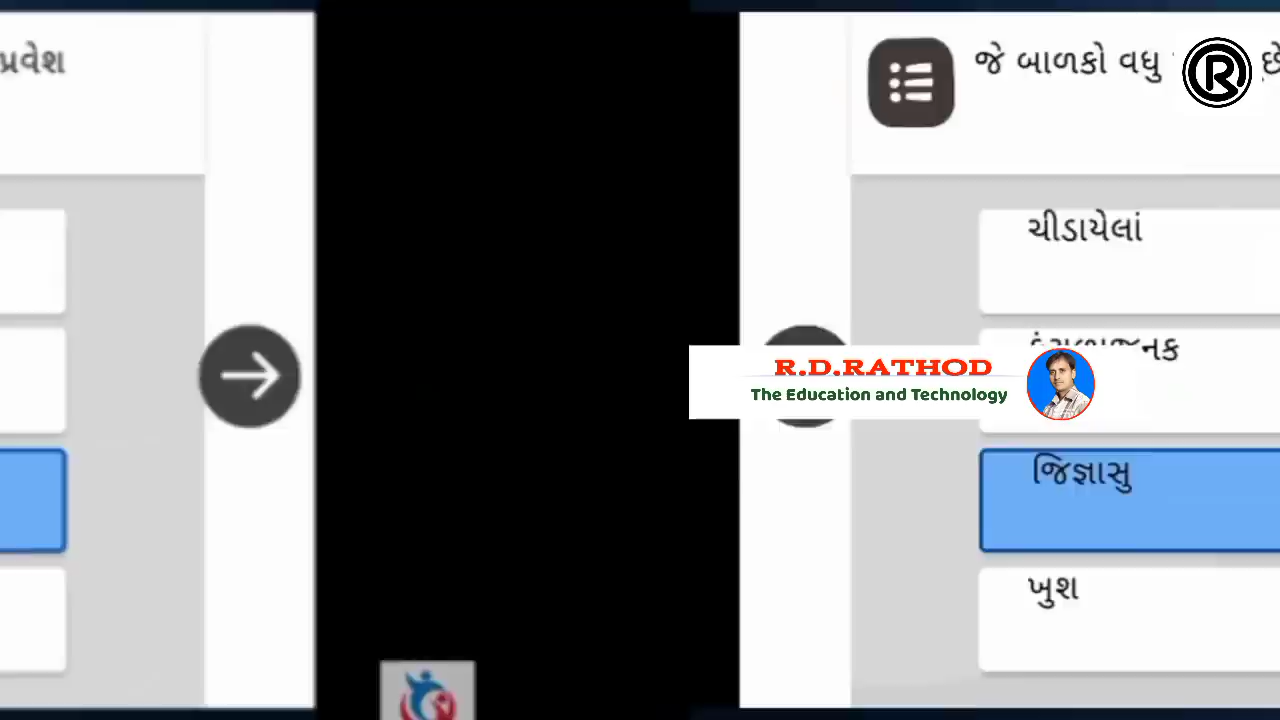 પ્રવેશ
જે બાળકો વધુ
R
ચીડાયેલાં
R.D.RATHOD
The Education and Technology
જિજ્ઞાસુ
ખુશ